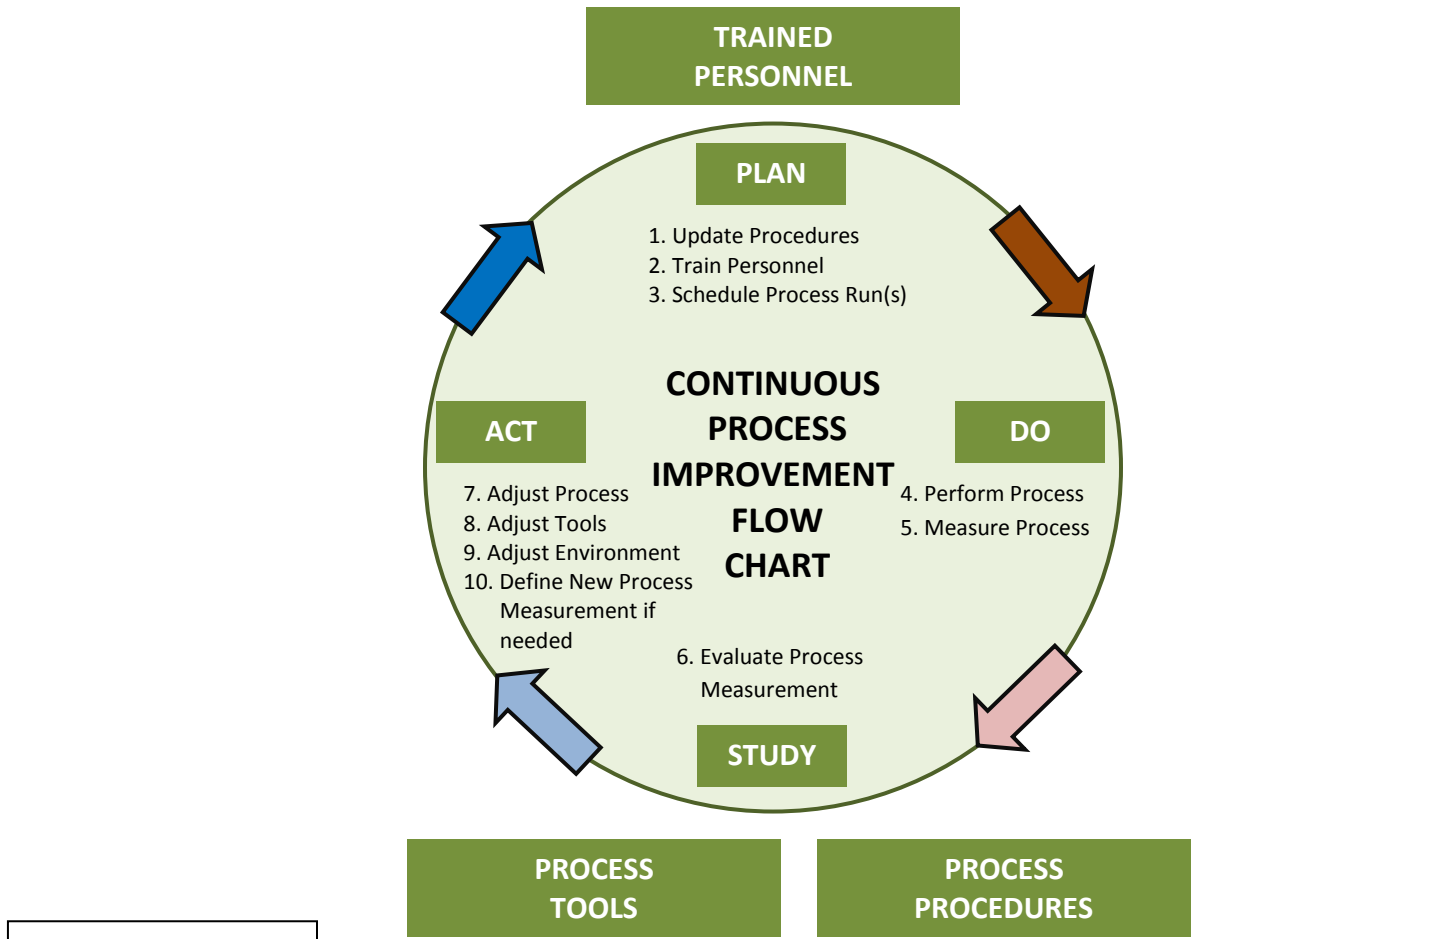 TRAINED
PERSONNEL
PLAN
1. Update Procedures
2. Train Personnel
3. Schedule Process Run(s)
CONTINUOUS
PROCESS
IMPROVEMENT
FLOW
CHART
DO
4. Perform Process
5. Measure Process
ACT
7. Adjust Process
8. Adjust Tools
9. Adjust Environment
10. Define New Process
Measurement if
needed
6. Evaluate Process
Measurement
STUDY
PROCESS
TOOLS
PROCESS
PROCEDURES